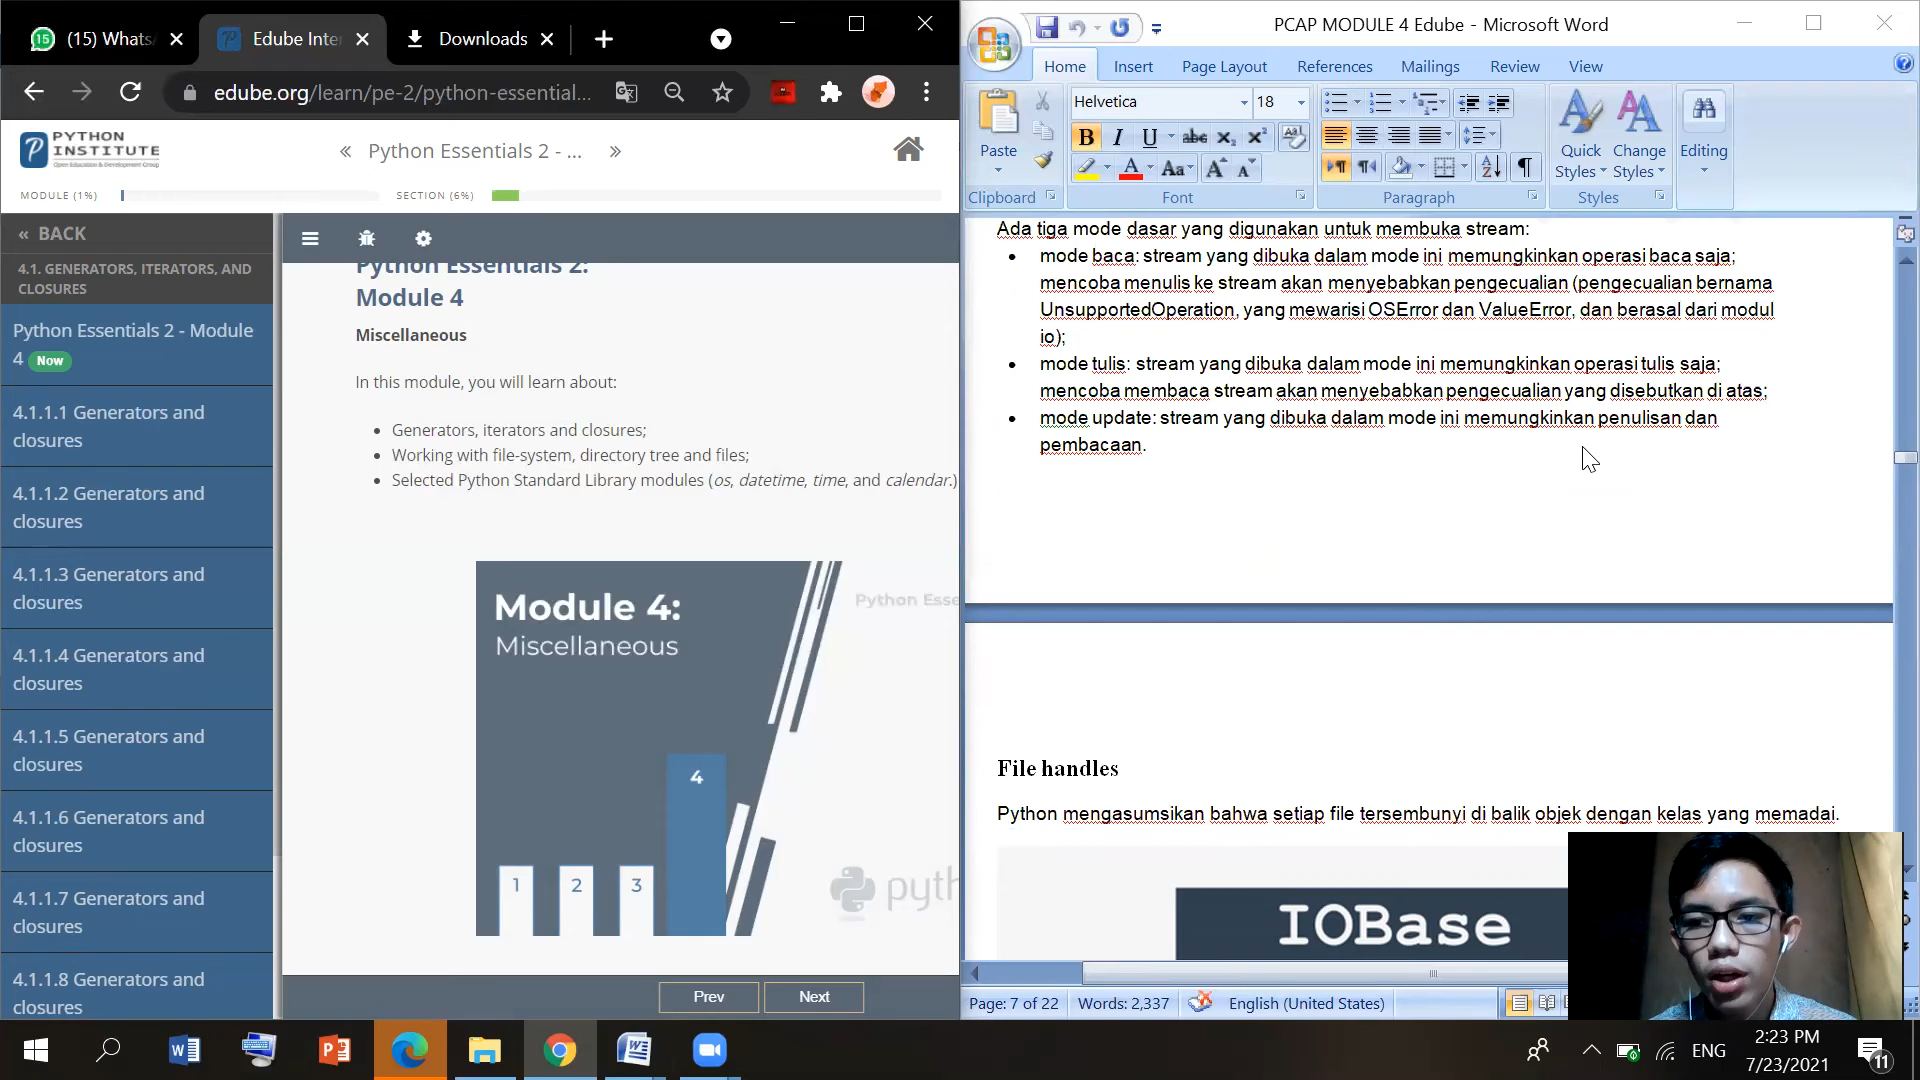 (15) WhatsA
Edube Inte
Downloads
edube.org/learn/pe-2/python-essential...
PYTHON
INSTITUTE
Open Education & Development Group
Python Essentials 2 - ...
MODULE (1%)
SECTION (6%)
« BACK
4.1. GENERATORS, ITERATORS, AND
CLOSURES
Python Essentials 2 - Module
4 Now
4.1.1.1 Generators and
closures
4.1.1.2 Generators and
closures
4.1.1.3 Generators and
closures
4.1.1.4 Generators and
closures
4.1.1.5 Generators and
closures
4.1.1.6 Generators and
closures
4.1.1.7 Generators and
closures
4.1.1.8 Generators and
closures
Python Essentials 2:
Module 4
Miscellaneous
In this module, you will learn about:
Generators, iterators and closures;
Working with file-system, directory tree and files;
Selected Python Standard Library modules (os, datetime, time, and calendar.)
Module 4:
Miscellaneous
Python Esse
1
2
3
4
pyth
Prev
Next
PCAP MODULE 4 Edube - Microsoft Word
Home
Insert
Page Layout
References
Mailings
Review
View
Helvetica
18
Paste
Quick
Styles
Change
Styles
Editing
Clipboard
Font
Paragraph
Styles
Ada tiga mode dasar yang digunakan untuk membuka stream:
mode baca: stream yang dibuka dalam mode ini memungkinkan operasi baca saja;
mencoba menulis ke stream akan menyebabkan pengecualian (pengecualian bernama
UnsupportedOperation, yang mewarisi OSError dan ValueError, dan berasal dari modul
io);
mode tulis: stream yang dibuka dalam mode ini memungkinkan operasi tulis saja;
mencoba membaca stream akan menyebabkan pengecualian yang disebutkan di atas;
mode update: stream yang dibuka dalam mode ini memungkinkan penulisan dan
pembacaan.
File handles
Python mengasumsikan bahwa setiap file tersembunyi di balik objek dengan kelas yang memadai.
IOBase
Page: 7 of 22
Words: 2,337
English (United States)
ENG
2:23 PM
7/23/2021
11